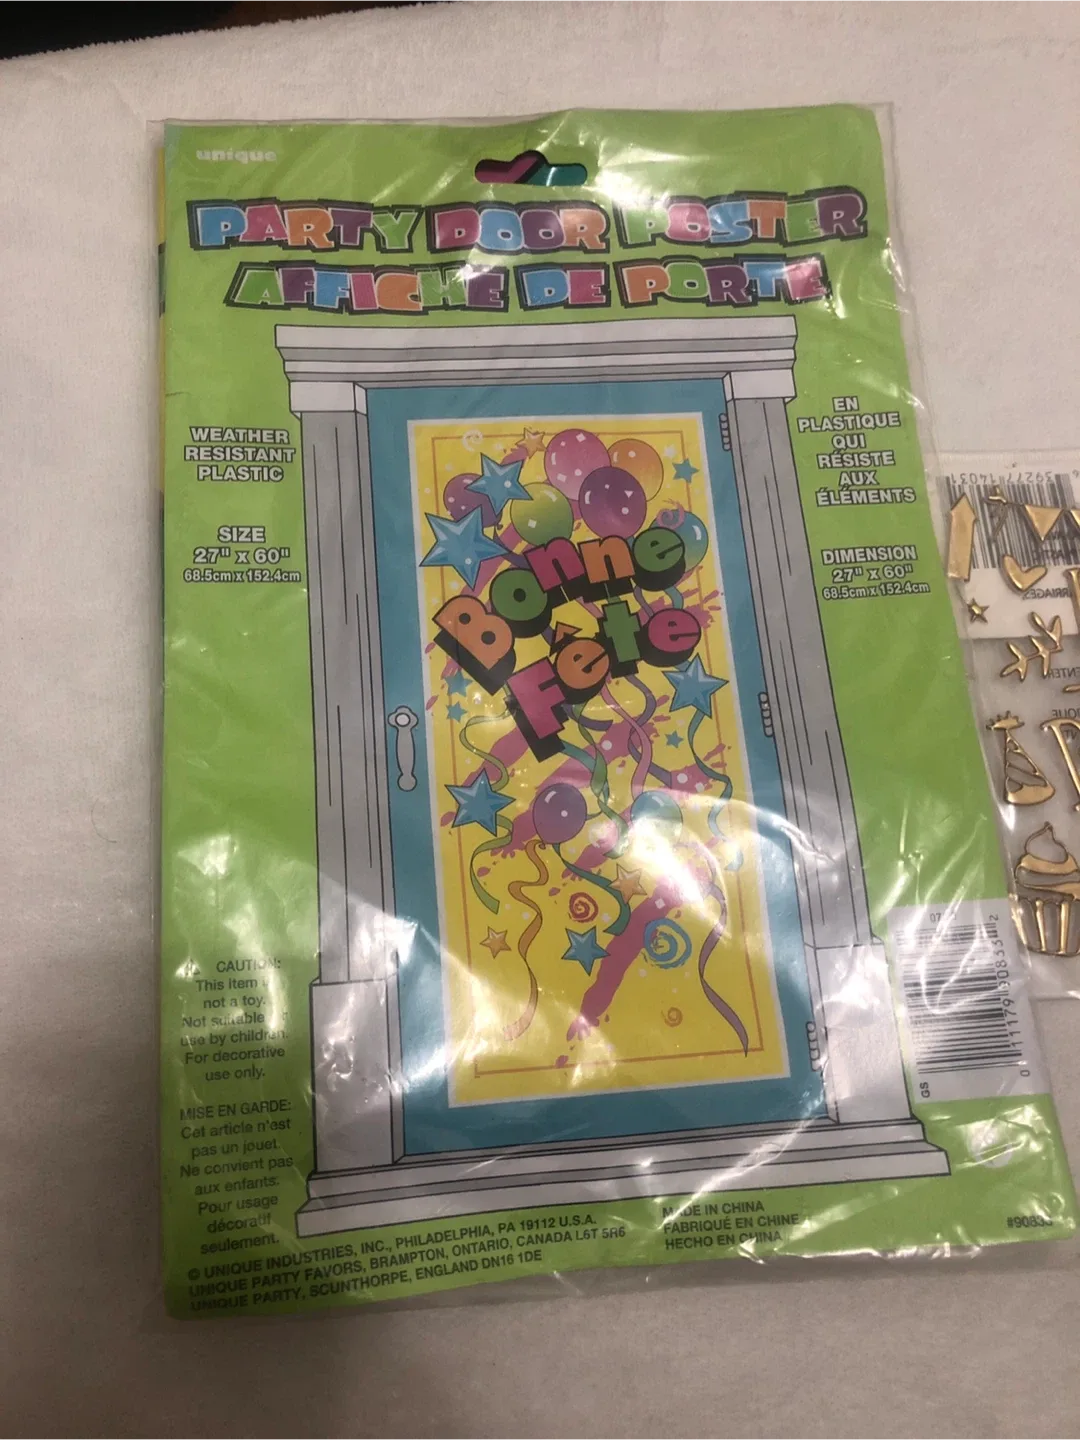 unique
PARTY DOOR POSTER
AFFICHE DE PORTE
WEATHER
RESISTANT
PLASTIC
SIZE
27" x 60"
68.5cm x 152.4cm
EN
PLASTIQUE
QUI
RÉSISTE
AUX
ÉLÉMENTS
DIMENSION
27" x 60"
68.5cm x 152.4cm
Bonne
Fête
CAUTION:
This Item
not a toy.
Not suitable
use by children.
For decorative
use only.
MISE EN GARDE:
Cet article n'est
pas un jouet.
Ne convient pas
aux enfants.
Pour usage
décoratif
seulement.
© UNIQUE INDUSTRIES, INC., PHILADELPHIA, PA 19112 U.S.A.
UNIQUE PARTY FAVORS, BRAMPTON, ONTARIO, CANADA L6T 5R6
UNIQUE PARTY, SCUNTHORPE, ENGLAND DN16 1DE
MADE IN CHINA
FABRIQUÉ EN CHINE
HECHO EN CHINA
GS
39277 14031